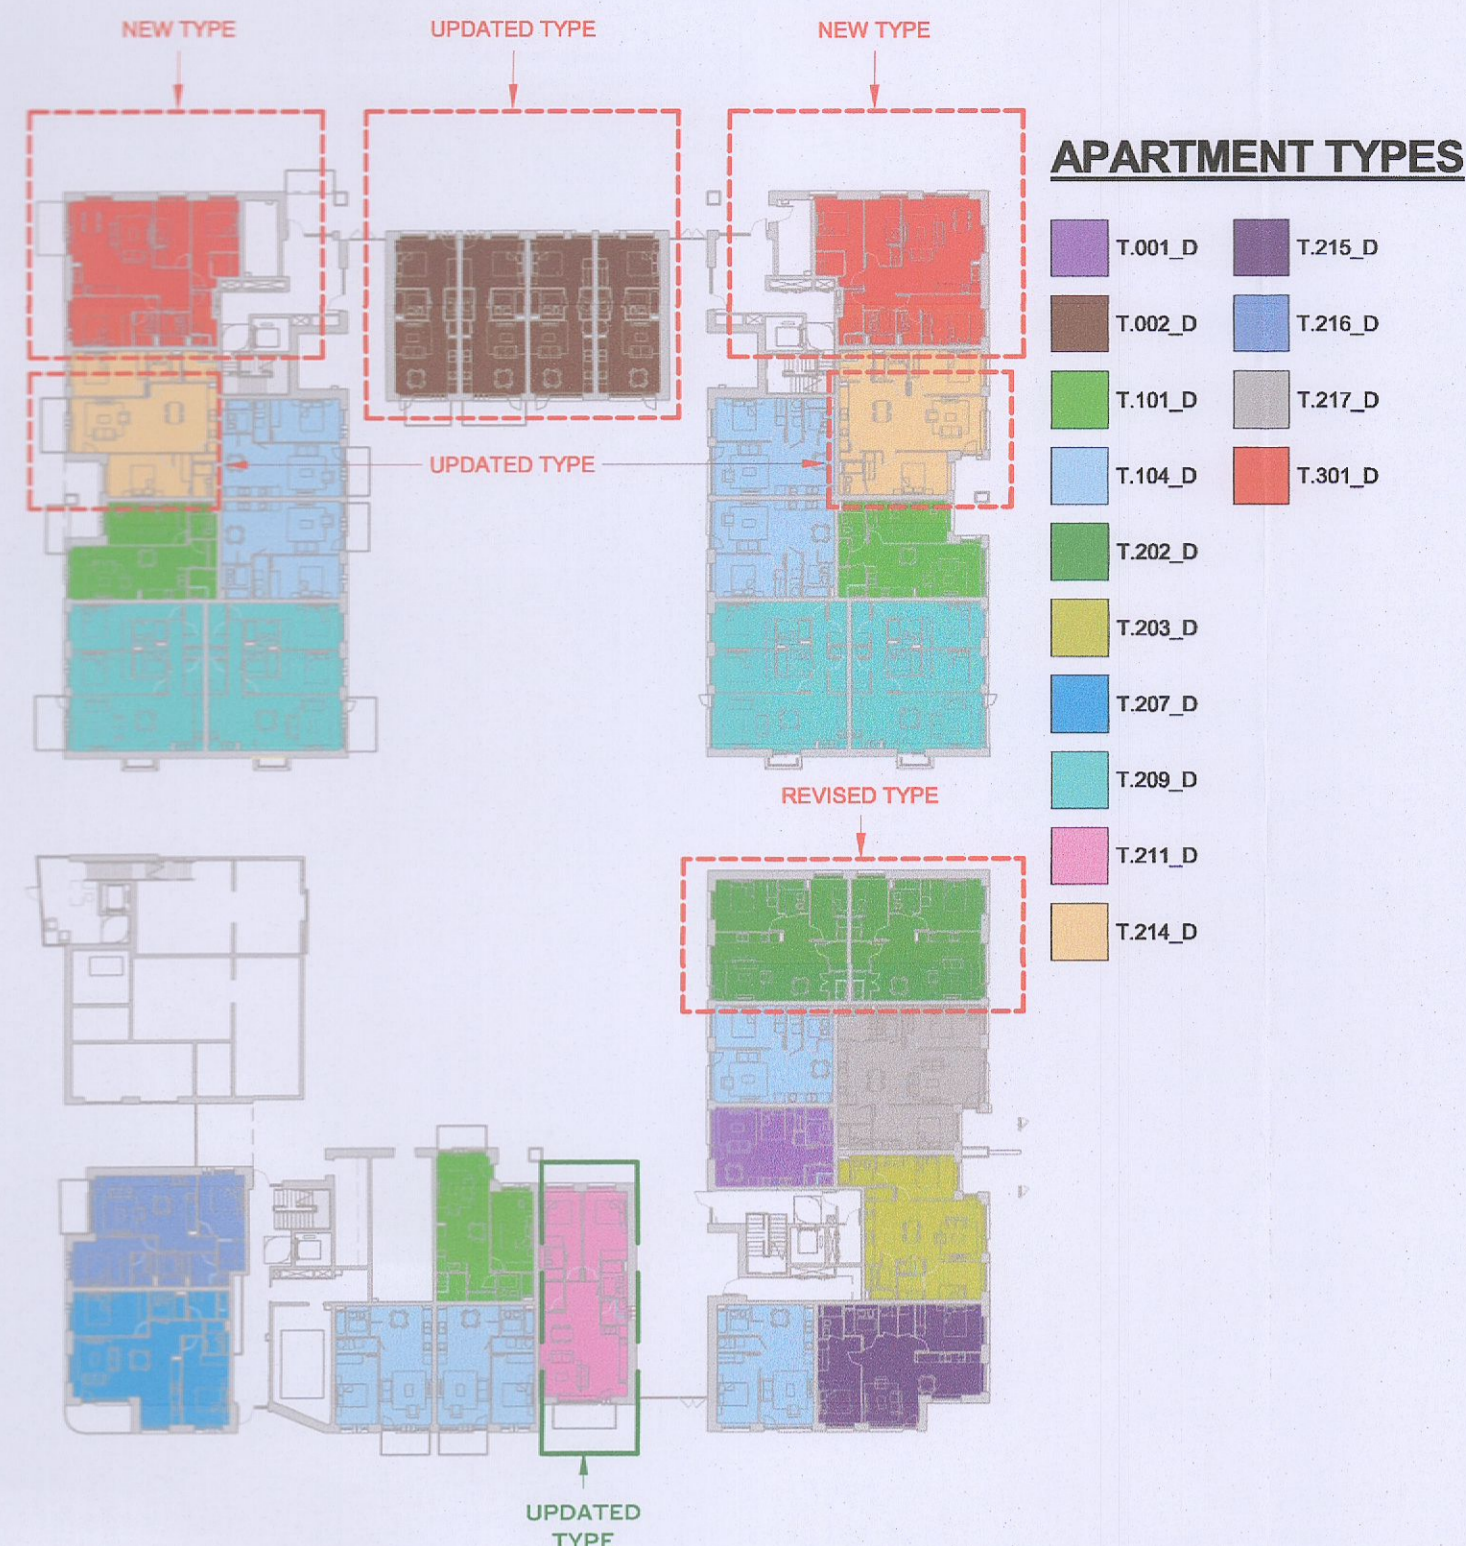 NEW TYPE
UPDATED TYPE
NEW TYPE
APARTMENT TYPES
T.001_D
T.215_D
T.002_D
T.216_D
T.101_D
T.217_D
T.104_D
T.301_D
T.202_D
T.203_D
T.207_D
T.209_D
T.211_D
T.214_D
UPDATED TYPE
REVISED TYPE
UPDATED
TYPE